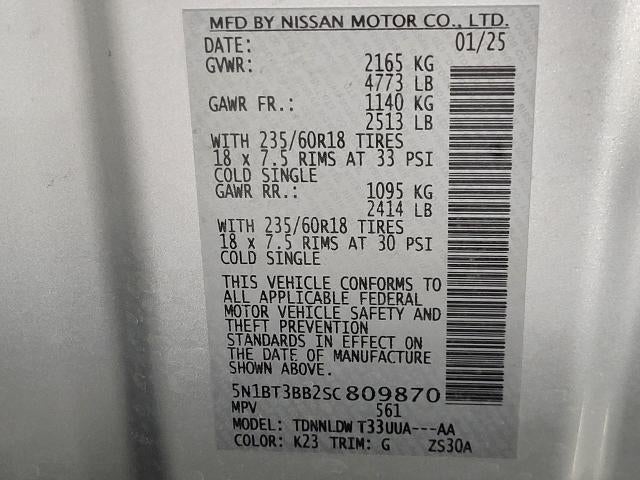 MFD BY NISSAN MOTOR CO., LTD.
DATE: 01/25
GVWR: 2165 KG
4773 LB
GAWR FR.: 1140 KG
2513 LB
WITH 235/60R18 TIRES
18 x 7.5 RIMS AT 33 PSI
COLD SINGLE
GAWR RR.: 1095 KG
2414 LB
WITH 235/60R18 TIRES
18 x 7.5 RIMS AT 30 PSI
COLD SINGLE
THIS VEHICLE CONFORMS TO
ALL APPLICABLE FEDERAL
MOTOR VEHICLE SAFETY AND
THEFT PREVENTION
STANDARDS IN EFFECT ON
THE DATE OF MANUFACTURE
SHOWN ABOVE.
5N1BT3BB2SC809870
MPV 561
MODEL: TDNNLDW T33UUA---AA
COLOR: K23 TRIM: G ZS30A